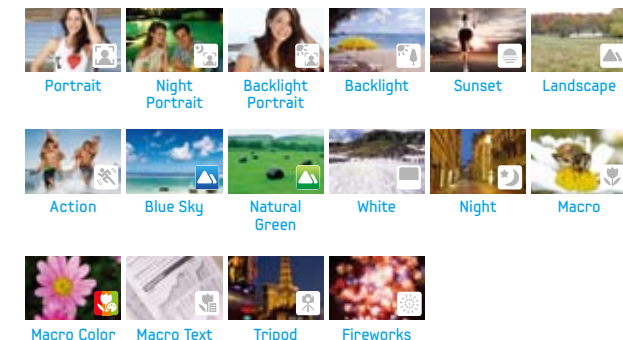 Portrait
Night
Portrait
Backlight
Portrait
Backlight
Sunset
Landscape
Action
Blue Sky
Natural
Green
White
Night
Macro
Macro Color
Macro Text
Tripod
Fireworks